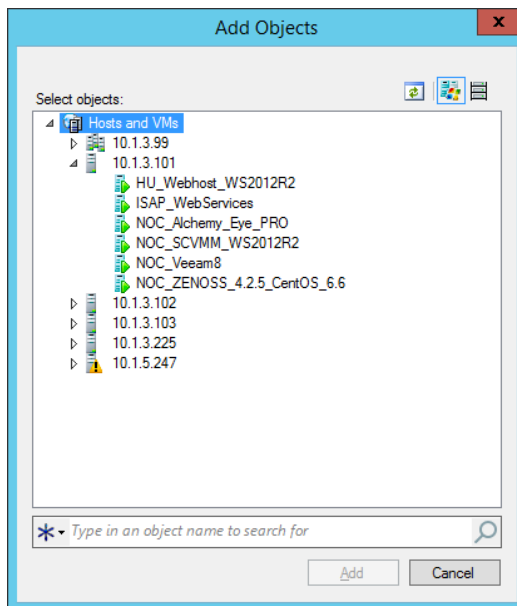 Add Objects
x
Select objects:
Hosts and VMs
10.1.3.99
10.1.3.101
HU_Webhost_WS2012R2
ISAP_WebServices
NOC_Alchemy_Eye_PRO
NOC_SCVMM_WS2012R2
NOC_Veeam8
NOC_ZENOSS_4.2.5_CentOS_6.6
10.1.3.102
10.1.3.103
10.1.3.225
10.1.5.247
Type in an object name to search for
Add Cancel